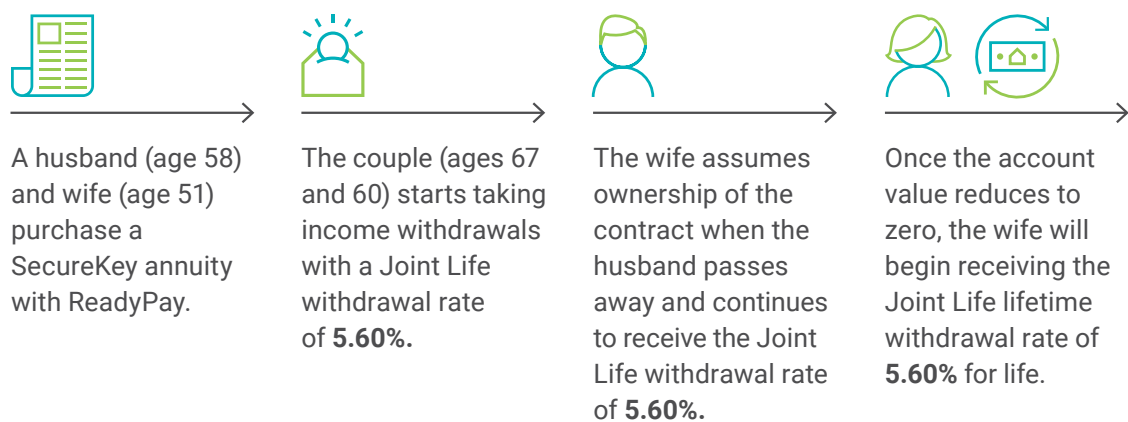 A husband (age 58)
and wife (age 51)
purchase a
SecureKey annuity
with ReadyPay.
The couple (ages 67
and 60) starts taking
income withdrawals
with a Joint Life
withdrawal rate
of 5.60%.
The wife assumes
ownership of the
contract when the
husband passes
away and continues
to receive the Joint
Life withdrawal rate
of 5.60%.
Once the account
value reduces to
zero, the wife will
begin receiving the
Joint Life lifetime
withdrawal rate of
5.60% for life.